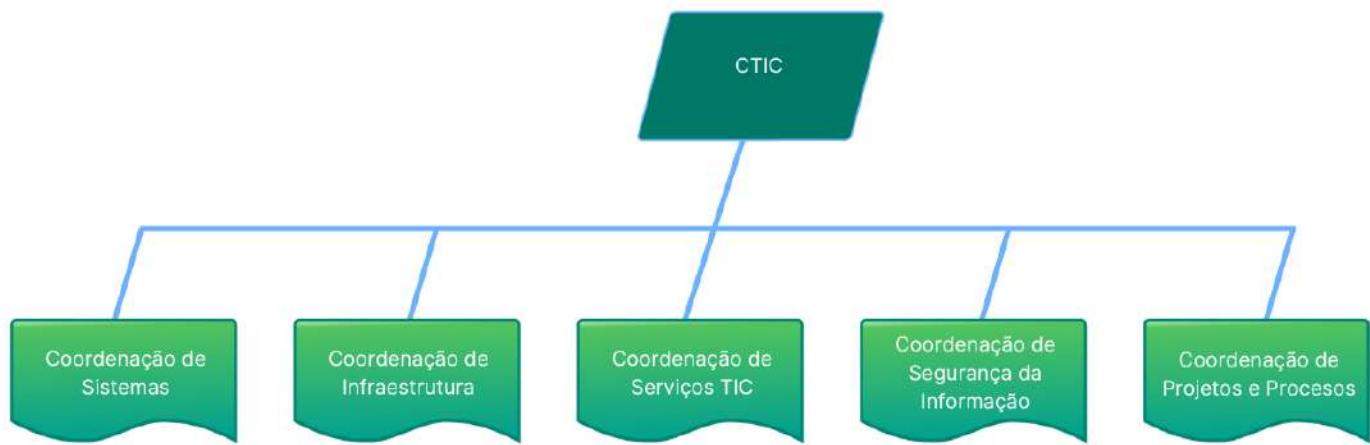 CTIC
Coordenação de
Sistemas
Coordenação de
Infraestrutura
Coordenação de
Serviços TIC
Coordenação de
Segurança da
Informação
Coordenação de
Projetos e Procesos